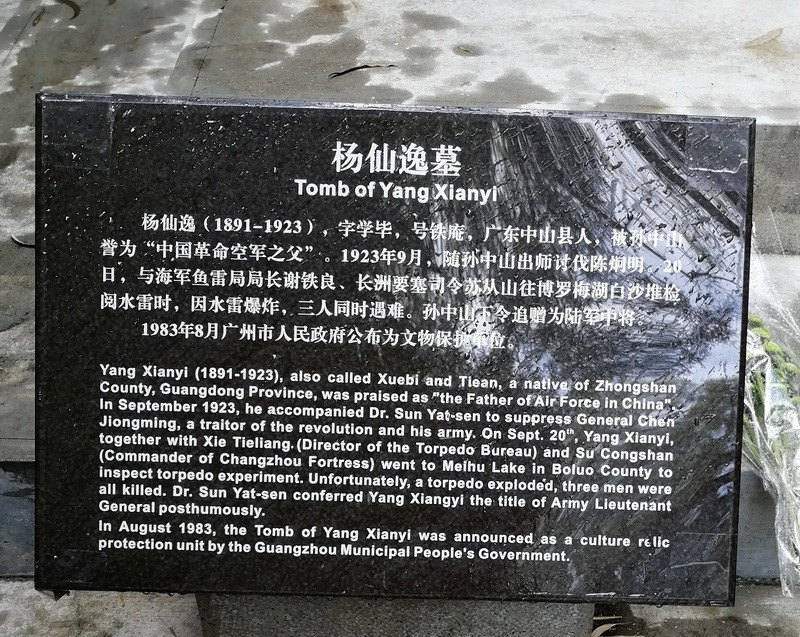 杨仙逸墓
Tomb of Yang Xianyi
杨仙逸（1891-1923），字学毕，号铁庵，广东中山县人，被孙中山
誉为“中国革命空军之父”。1923年9月，随孙中山出师讨伐陈炯明。20
日，与海军鱼雷局局长谢铁良、长洲要塞司令苏从山往博罗梅湖白沙堆检
阅水雷时，因水雷爆炸，三人同时遇难。孙中山下令追赠为陆军中将。
1983年8月广州市人民政府公布为文物保护单位。
Yang Xianyi (1891-1923), also called Xuebi and Tiean, a native of Zhongshan
County, Guangdong Province, was praised as "the Father of Air Force in China".
In September 1923, he accompanied Dr. Sun Yat-sen to suppress General Chen
Jiongming, a traitor of the revolution and his army. On Sept. 20th, Yang Xianyi,
together with Xie Tieliang. (Director of the Torpedo Bureau) and Su Congshan
(Commander of Changzhou Fortress) went to Meihu Lake in Boluo County to
inspect torpedo experiment. Unfortunately, a torpedo exploded, three men were
all killed. Dr. Sun Yat-sen conferred Yang Xiangyi the title of Army Lieutenant
General posthumously.
In August 1983, the Tomb of Yang Xianyi was announced as a culture relic
protection unit by the Guangzhou Municipal People's Government.